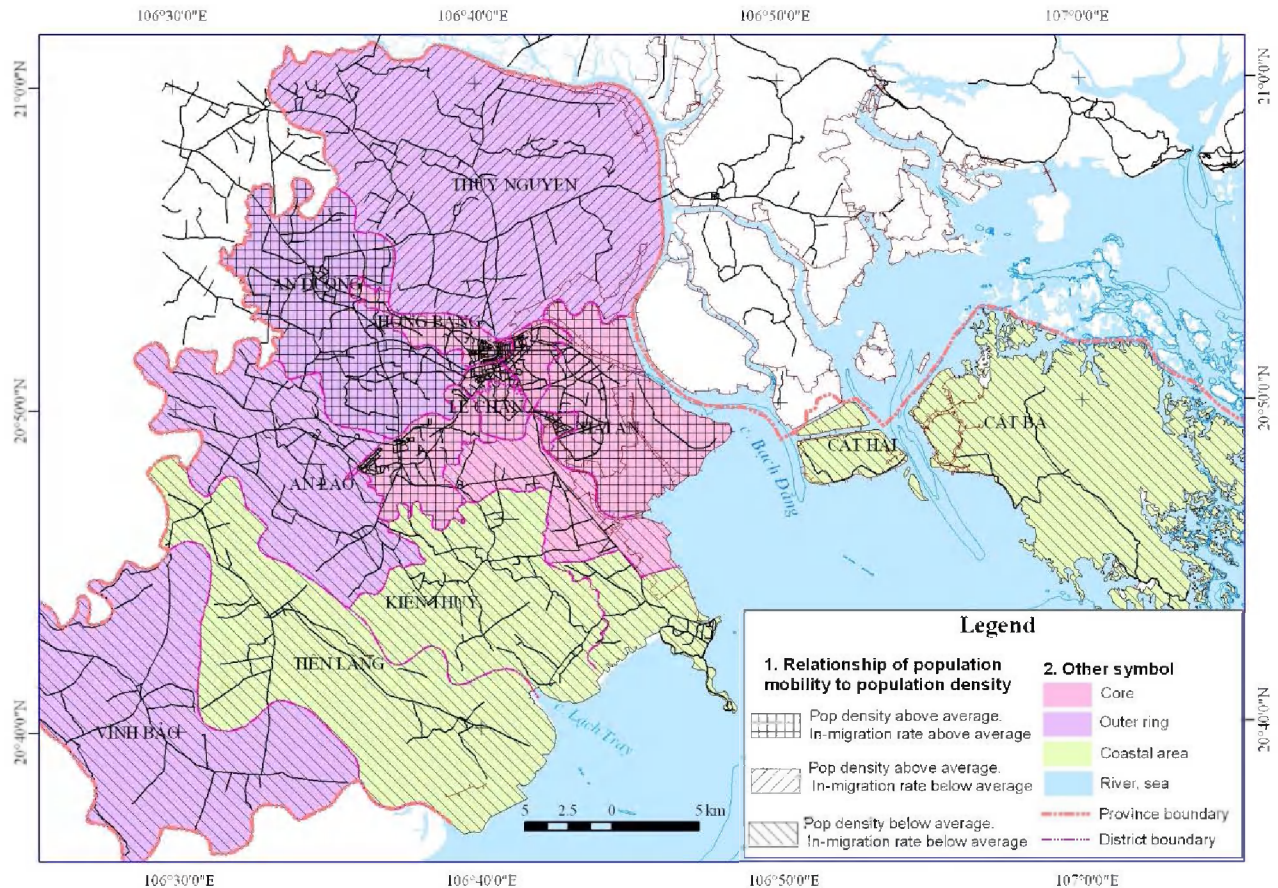 106°30'0"E
106°40'0"E
106°50'0"E
107°0'0"E
21°0'0"N
21°0'0"N
THUY NGUYEN
AN DUONG
HONG BANG
20°50'0"N
20°50'0"N
LE CHAN
HAI AN
CAT HAI
CAT BA
c. Bach Đàng
AN LAO
KIEN THUY
TIEN LANG
c. Lach Tray
VINH BAO
20°40'0"N
20°40'0"N
5 2.5 0 5 km
Legend
1. Relationship of population
mobility to population density
Pop density above average.
In-migration rate above average
Pop density above average.
In-migration rate below average
Pop density below average.
In-migration rate below average
2. Other symbol
Core
Outer ring
Coastal area
River, sea
Province boundary
District boundary
106°30'0"E
106°40'0"E
106°50'0"E
107°0'0"E